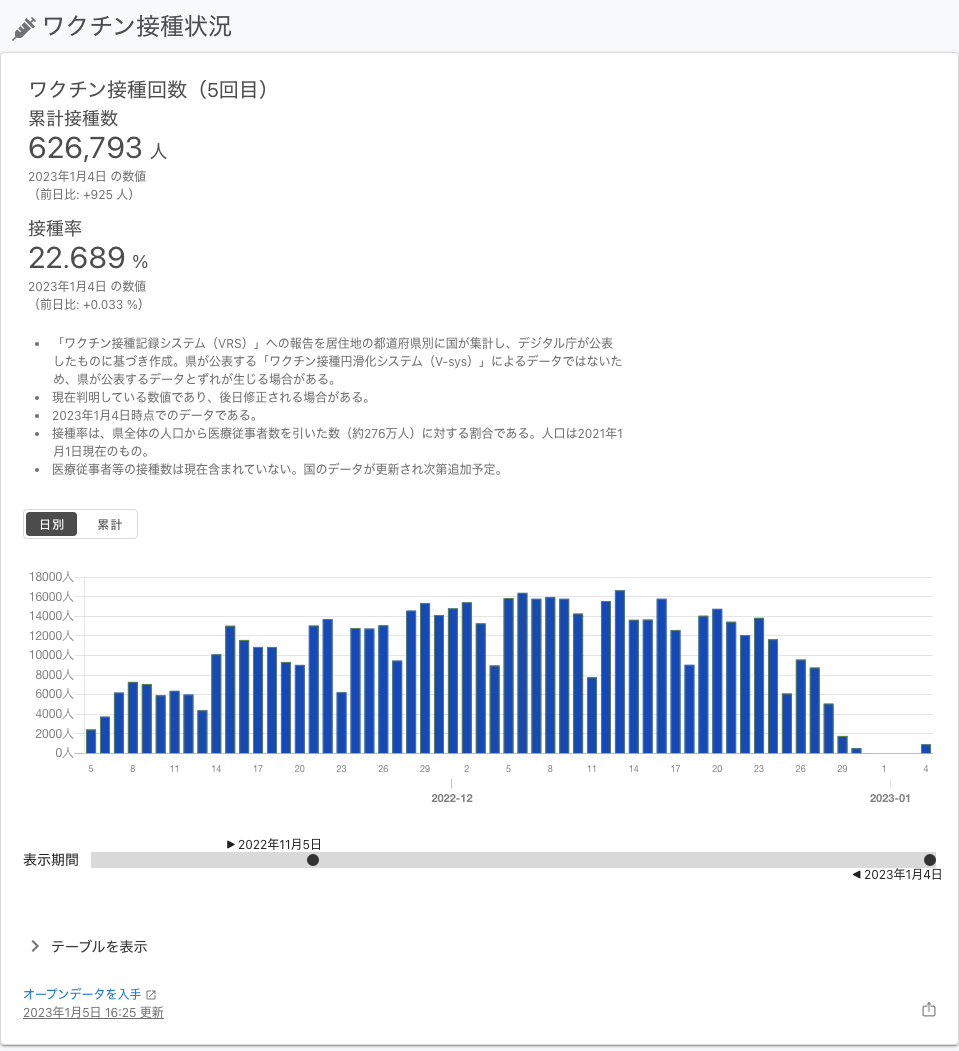 ワクチン接種状況
ワクチン接種回数（5回目）
累計接種数
626,793 人
2023年1月4日 の数値
（前日比: +925 人）
接種率
22.689 %
2023年1月4日 の数値
（前日比: +0.033 %）
• 「ワクチン接種記録システム（VRS）」への報告を居住地の都道府県別に国が集計し、デジタル庁が公表
したものに基づき作成。県が公表する「ワクチン接種円滑化システム（V-sys）」によるデータではないた
め、県が公表するデータとずれが生じる場合がある。
• 現在判明している数値であり、後日修正される場合がある。
• 2023年1月4日時点でのデータである。
• 接種率は、県全体の人口から医療従事者数を引いた数（約276万人）に対する割合である。人口は2021年1
月1日現在のもの。
• 医療従事者等の接種数は現在含まれていない。国のデータが更新され次第追加予定。
日別 累計
18000人
16000人
14000人
12000人
10000人
8000人
6000人
4000人
2000人
0人
5 8 11 14 17 20 23 26 29 2 5 8 11 14 17 20 23 26 29 1 4
2022-12 2023-01
▶ 2022年11月5日
表示期間
◀ 2023年1月4日
テーブルを表示
オープンデータを入手
2023年1月5日 16:25 更新